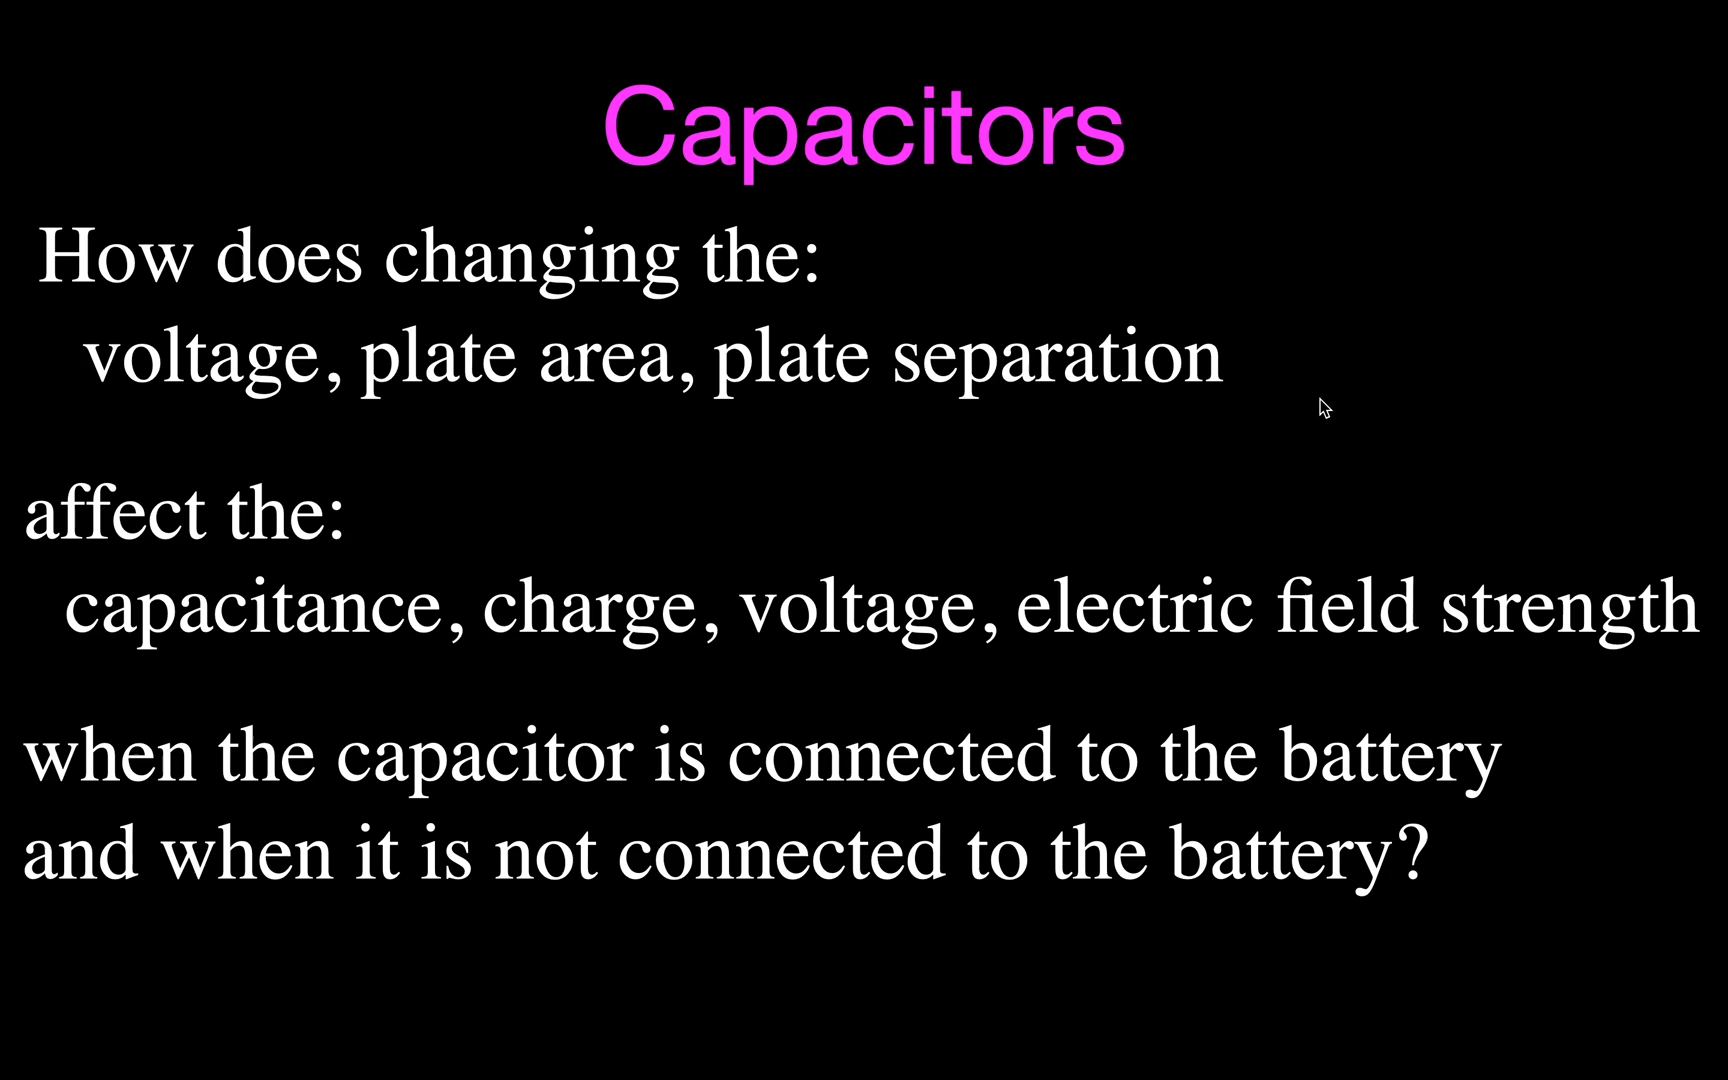 Capacitors
How does changing the:
voltage, plate area, plate separation
affect the:
capacitance, charge, voltage, electric field strength
when the capacitor is connected to the battery
and when it is not connected to the battery?